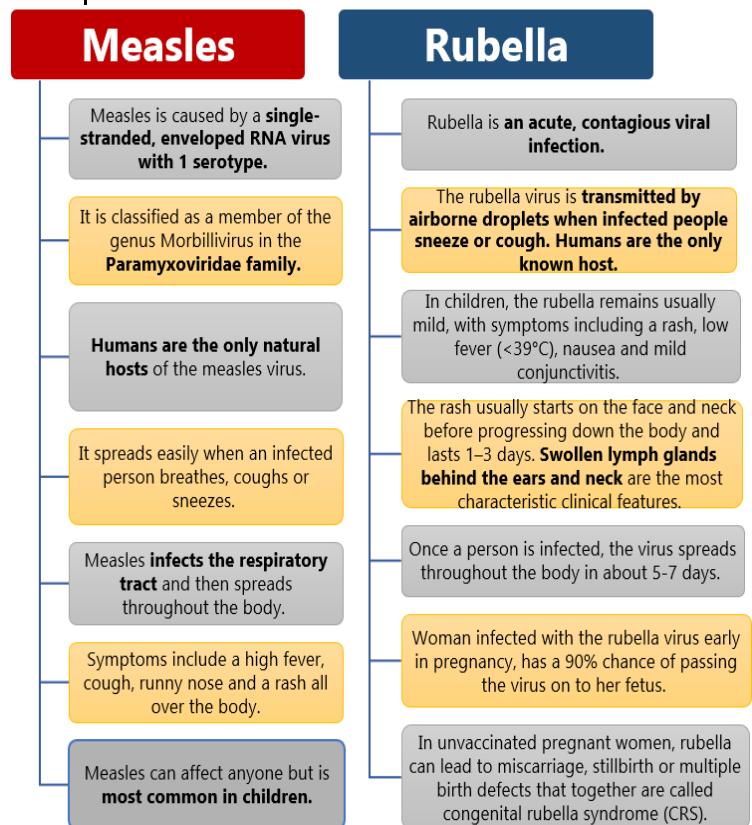 Measles
Measles is caused by a single-
stranded, enveloped RNA virus
with 1 serotype.
It is classified as a member of the
genus Morbillivirus in the
Paramyxoviridae family.
Humans are the only natural
hosts of the measles virus.
It spreads easily when an infected
person breathes, coughs or
sneezes.
Measles infects the respiratory
tract and then spreads
throughout the body.
Symptoms include a high fever,
cough, runny nose and a rash all
over the body.
Measles can affect anyone but is
most common in children.
Rubella
Rubella is an acute, contagious viral
infection.
The rubella virus is transmitted by
airborne droplets when infected people
sneeze or cough. Humans are the only
known host.
In children, the rubella remains usually
mild, with symptoms including a rash, low
fever (<39°C), nausea and mild
conjunctivitis.
The rash usually starts on the face and neck
before progressing down the body and
lasts 1–3 days. Swollen lymph glands
behind the ears and neck are the most
characteristic clinical features.
Once a person is infected, the virus spreads
throughout the body in about 5-7 days.
Woman infected with the rubella virus early
in pregnancy, has a 90% chance of passing
the virus on to her fetus.
In unvaccinated pregnant women, rubella
can lead to miscarriage, stillbirth or multiple
birth defects that together are called
congenital rubella syndrome (CRS).